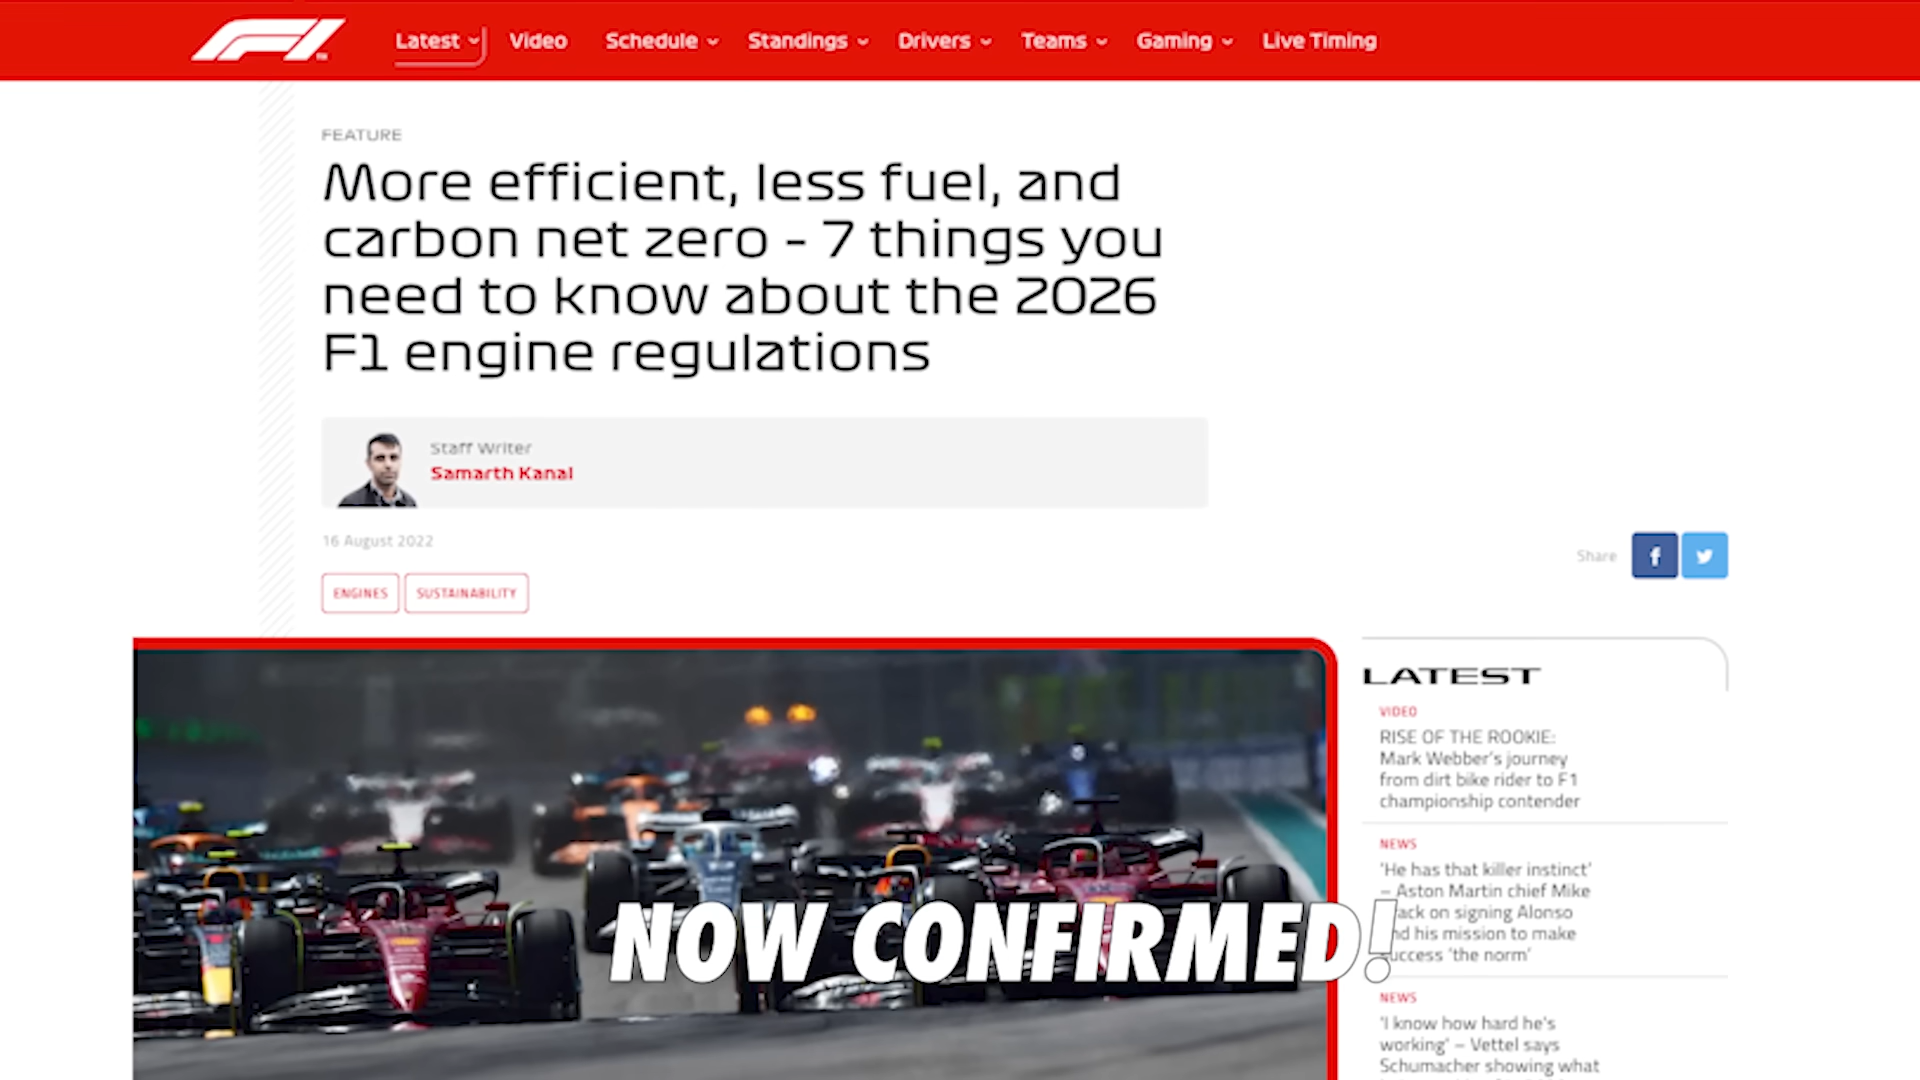 F1
Latest
Video
Schedule
Standings
Drivers
Teams
Gaming
Live Timing
FEATURE
More efficient, less fuel, and
carbon net zero - 7 things you
need to know about the 2026
F1 engine regulations
Staff Writer
Samarth Kanal
16 August 2022
Share
ENGINES
SUSTAINABILITY
LATEST
VIDEO
RISE OF THE ROOKIE:
Mark Webber's journey
from dirt bike rider to F1
championship contender
NEWS
'He has that killer instinct'
– Aston Martin chief Mike
on signing Alonso
his mission to make
'the norm'
NOW CONFIRMED!
NEWS
'I know how hard he's
working' – Vettel says
Schumacher showing what